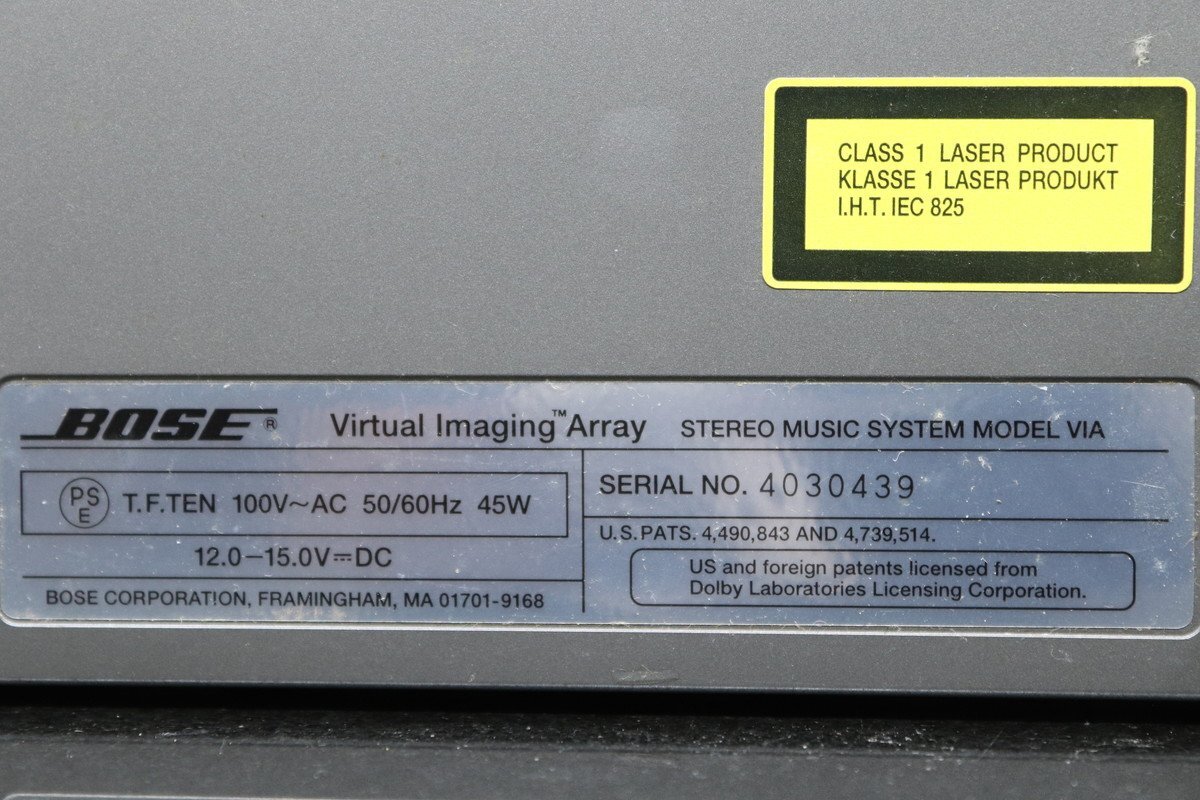 CLASS 1 LASER PRODUCT
KLASSE 1 LASER PRODUKT
I.H.T. IEC 825
BOSE® Virtual Imaging™ Array STEREO MUSIC SYSTEM MODEL VIA
PSE T.F.TEN 100V~AC 50/60Hz 45W
12.0–15.0V⎓DC
BOSE CORPORATION, FRAMINGHAM, MA 01701-9168
SERIAL NO. 4030439
U.S.PATS. 4,490,843 AND 4,739,514.
US and foreign patents licensed from
Dolby Laboratories Licensing Corporation.